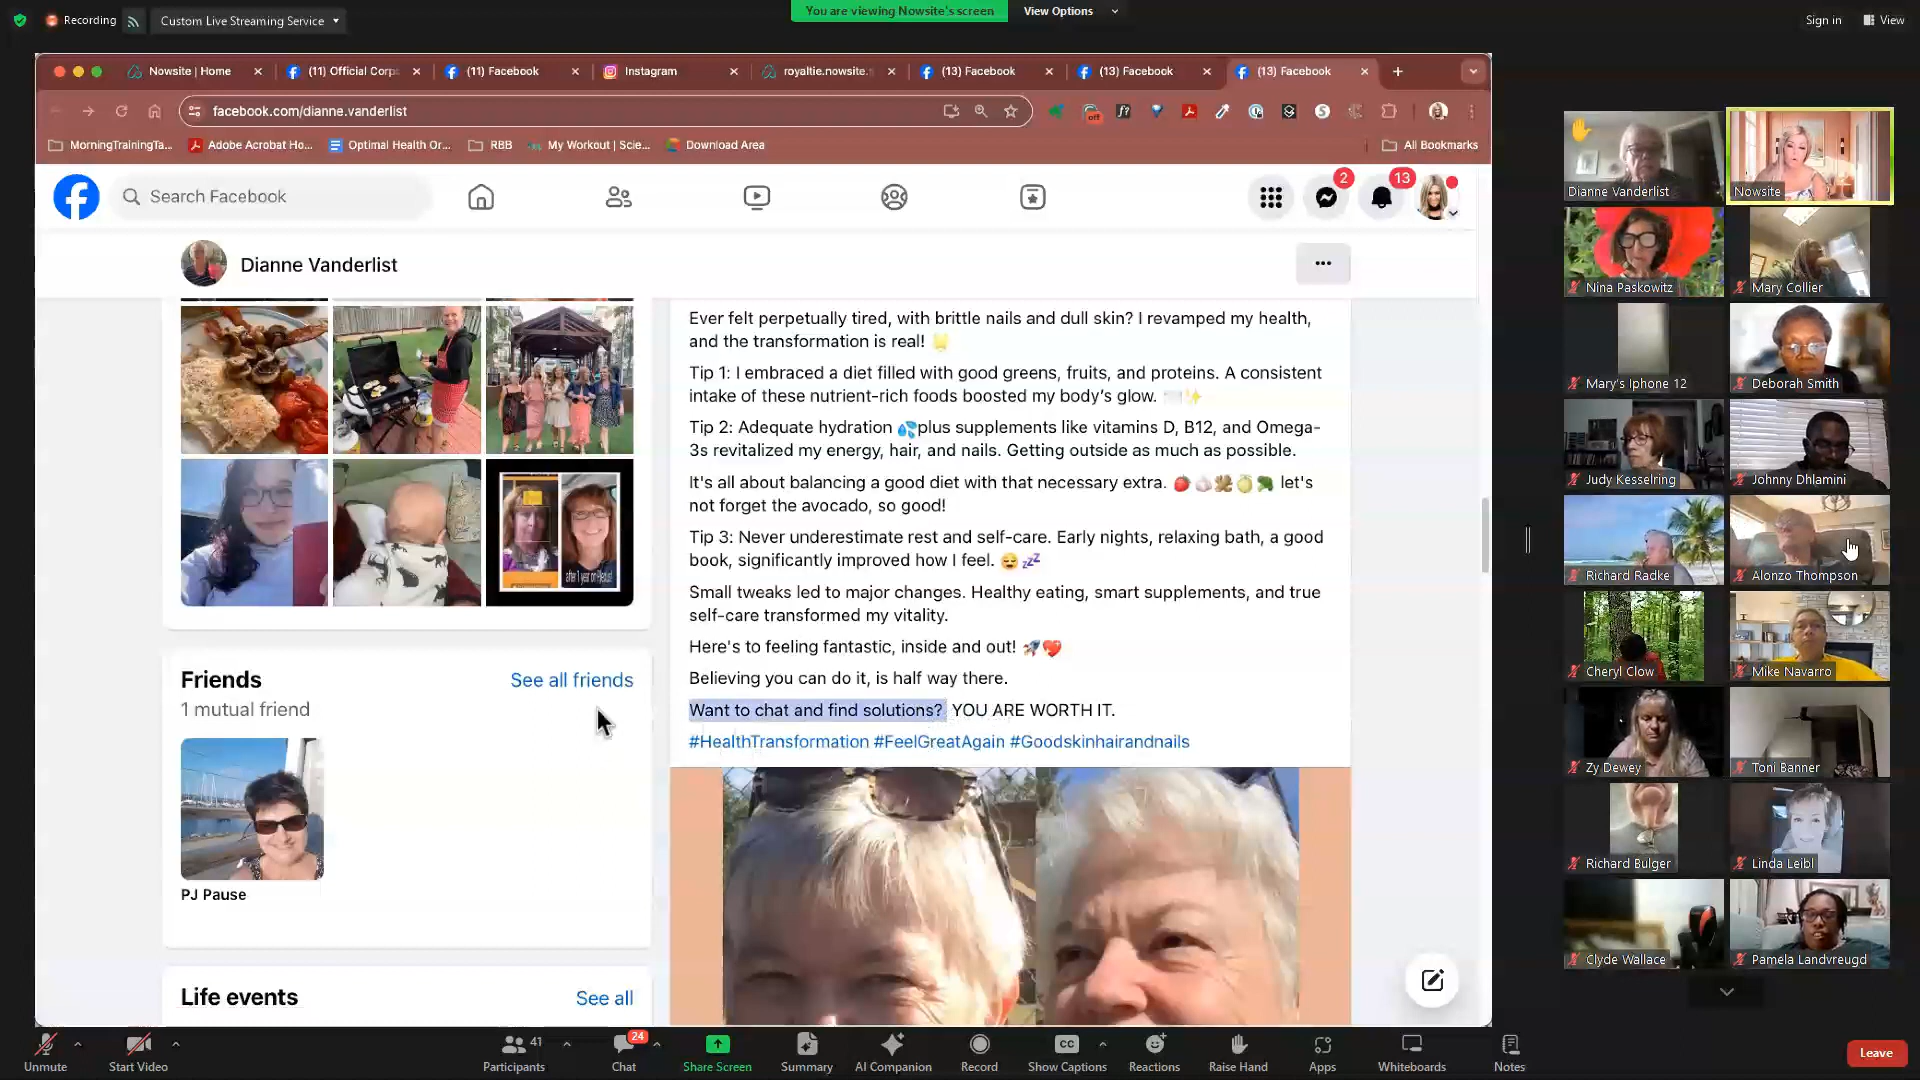 Recording
Custom Live Streaming Service
You are viewing Nowsite's screen
View Options
Sign in
View
Nowsite | Home
(11) Official Corp
(11) Facebook
Instagram
royaltie.nowsite.
(13) Facebook
(13) Facebook
(13) Facebook
facebook.com/dianne.vanderlist
off
f?
MorningTrainingTa...
Adobe Acrobat Ho...
Optimal Health Or...
RBB
My Workout | Scie...
Download Area
All Bookmarks
Search Facebook
2
13
Dianne Vanderlist
Ever felt perpetually tired, with brittle nails and dull skin? I revamped my health,
and the transformation is real!
Tip 1: I embraced a diet filled with good greens, fruits, and proteins. A consistent
intake of these nutrient-rich foods boosted my body's glow.
Tip 2: Adequate hydration 💦plus supplements like vitamins D, B12, and Omega-
3s revitalized my energy, hair, and nails. Getting outside as much as possible.
It's all about balancing a good diet with that necessary extra. let's
not forget the avocado, so good!
Tip 3: Never underestimate rest and self-care. Early nights, relaxing bath, a good
book, significantly improved how I feel. 😌💤
Small tweaks led to major changes. Healthy eating, smart supplements, and true
self-care transformed my vitality.
Here's to feeling fantastic, inside and out! 🚀💖
Believing you can do it, is half way there.
Want to chat and find solutions? YOU ARE WORTH IT.
#HealthTransformation #FeelGreatAgain #Goodskinhairandnails
after 1 year on
Friends
See all friends
1 mutual friend
PJ Pause
Life events
See all
Dianne Vanderlist
Nowsite
Nina Paskowitz
Mary Collier
Mary's Iphone 12
Deborah Smith
Judy Kesselring
Johnny Dhlamini
Richard Radke
Alonzo Thompson
Cheryl Clow
Mike Navarro
Zy Dewey
Toni Banner
Richard Bulger
Linda Leibl
Clyde Wallace
Pamela Landvreugd
Unmute
Start Video
41
Participants
24
Chat
Share Screen
Summary
AI Companion
Record
CC
Show Captions
Reactions
Raise Hand
Apps
Whiteboards
Notes
Leave